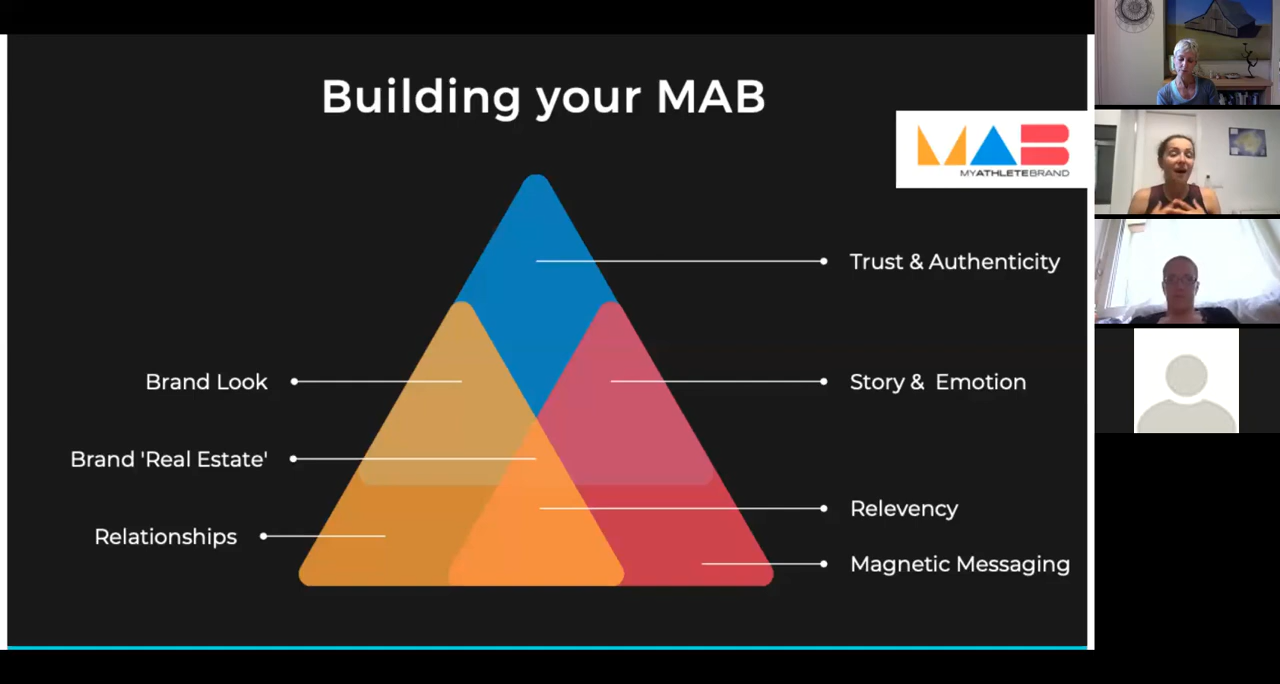 Building your MAB
MAB
MYATHLETEBRAND
Trust & Authenticity
Brand Look
Story & Emotion
Brand 'Real Estate'
Relevency
Relationships
Magnetic Messaging